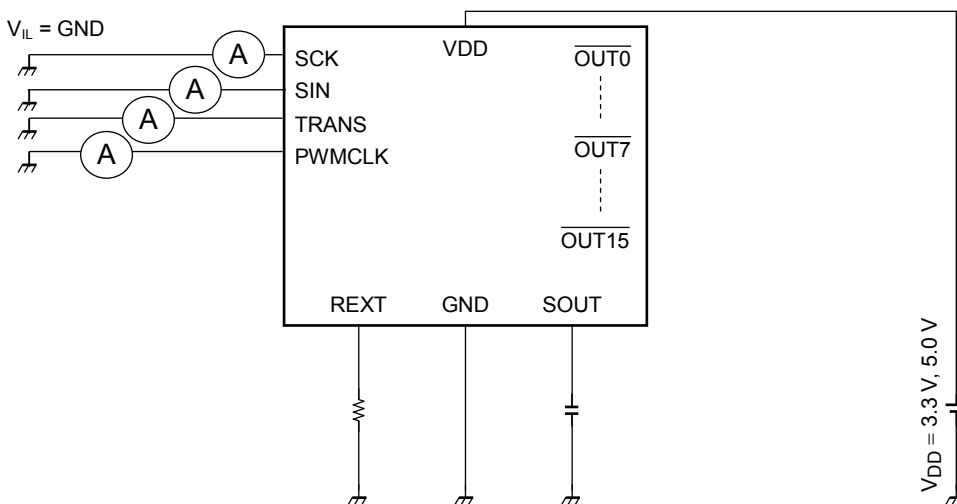 V_IL = GND
A
A
A
A
SCK
SIN
TRANS
PWMCLK
VDD
OUT0
OUT7
OUT15
REXT GND SOUT
V_DD = 3.3 V, 5.0 V